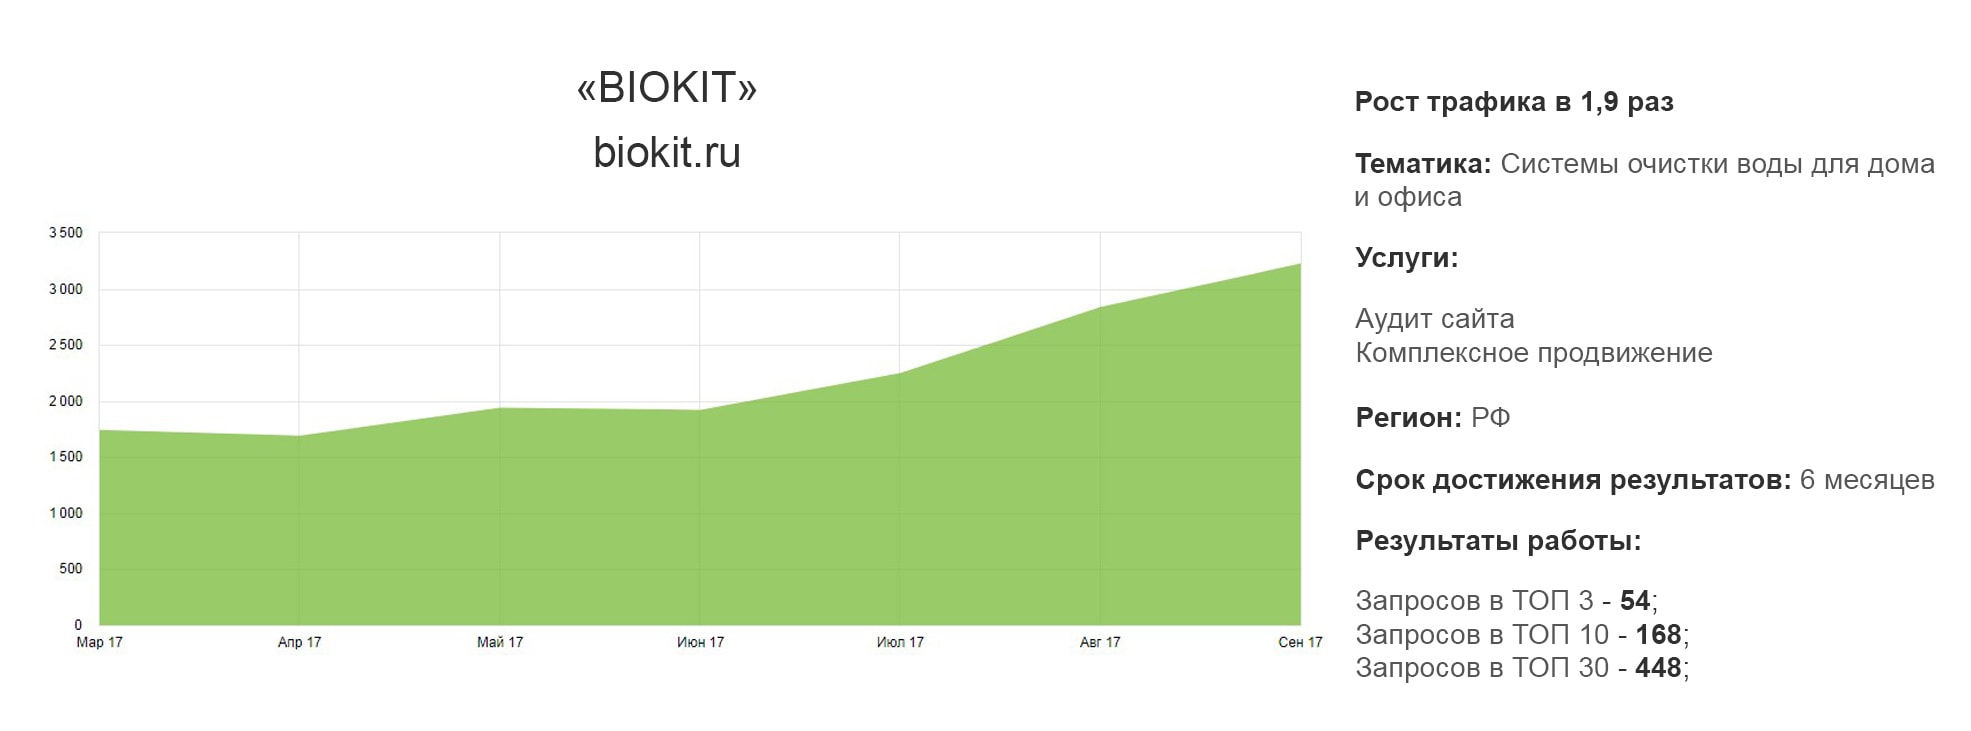 «BIOKIT»
biokit.ru
3 500
3 000
2 500
2 000
1 500
1 000
500
0
Мар 17
Апр 17
Май 17
Июн 17
Июл 17
Авг 17
Сен 17
Рост трафика в 1,9 раз
Тематика: Системы очистки воды для дома
и офиса
Услуги:
Аудит сайта
Комплексное продвижение
Регион: РФ
Срок достижения результатов: 6 месяцев
Результаты работы:
Запросов в ТОП 3 - 54;
Запросов в ТОП 10 - 168;
Запросов в ТОП 30 - 448;